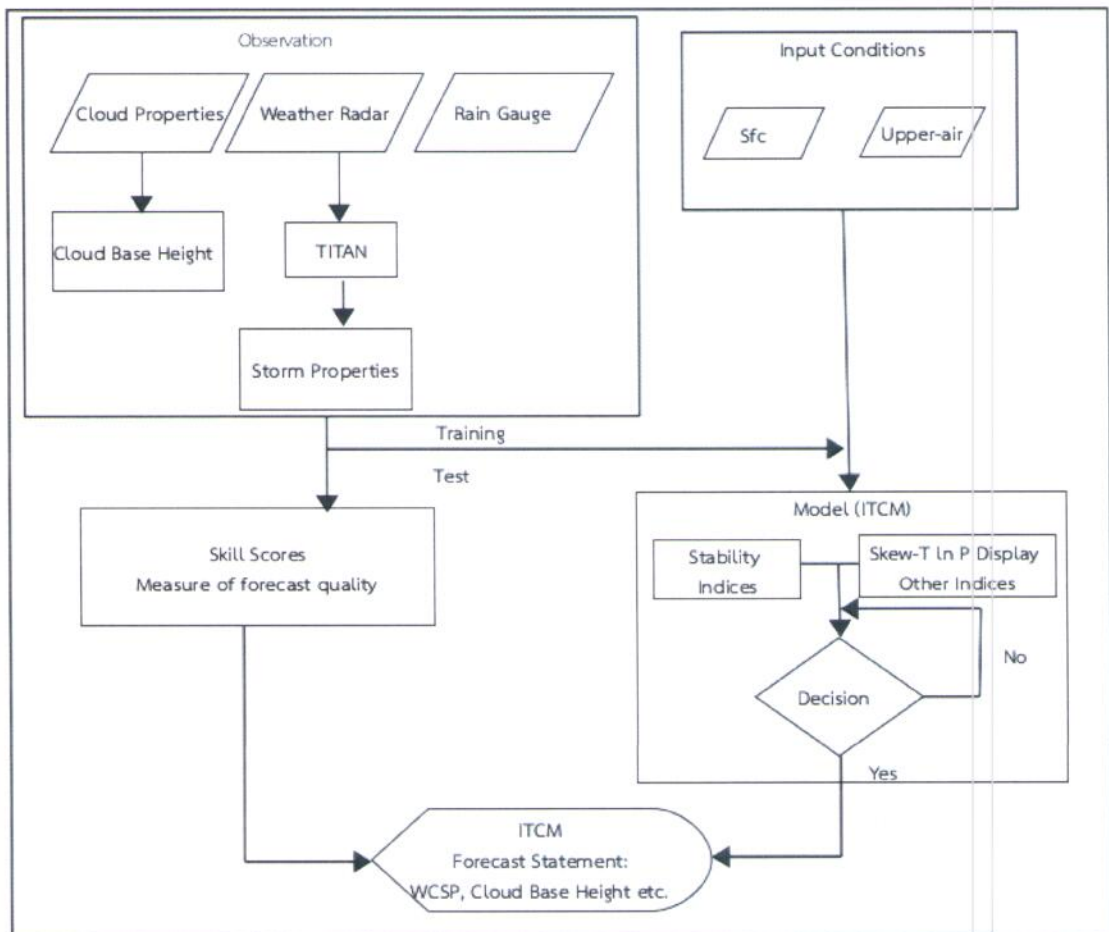 Observation
Cloud Properties
Weather Radar
Rain Gauge
Cloud Base Height
TITAN
Storm Properties
Input Conditions
Sfc
Upper-air
Training
Test
Skill Scores
Measure of forecast quality
Model (ITCM)
Stability
Indices
Skew-T ln P Display
Other Indices
No
Decision
Yes
ITCM
Forecast Statement:
WCSP, Cloud Base Height etc.